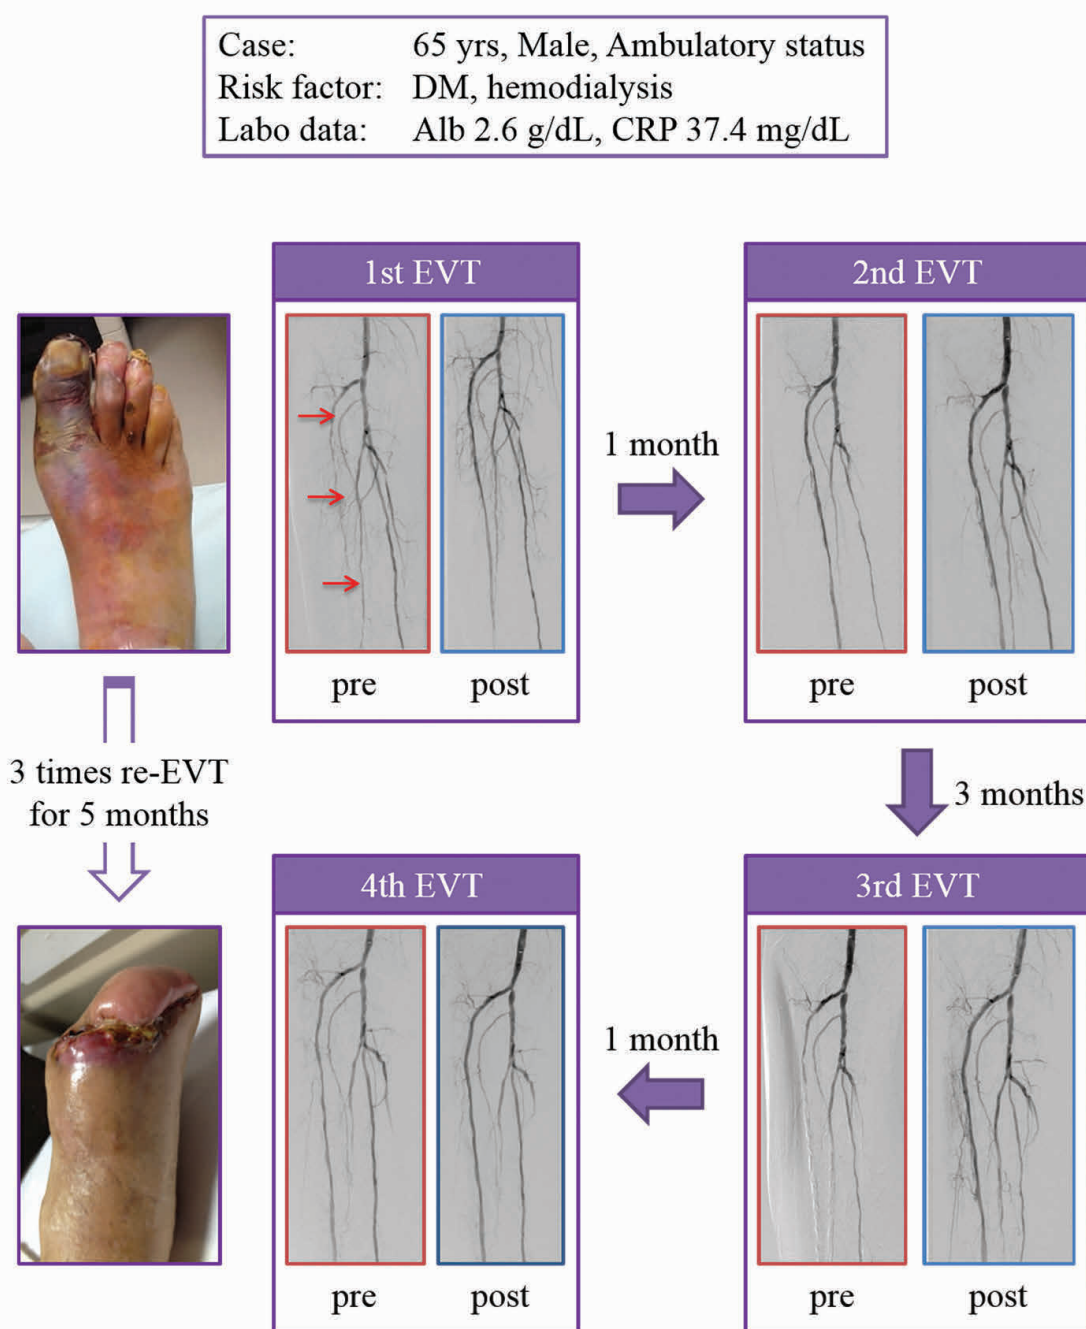 Case: 65 yrs, Male, Ambulatory status
Risk factor: DM, hemodialysis
Labo data: Alb 2.6 g/dL, CRP 37.4 mg/dL
1st EVT
pre post
1 month
2nd EVT
pre post
3 months
3 times re-EVT
for 5 months
4th EVT
pre post
1 month
3rd EVT
pre post